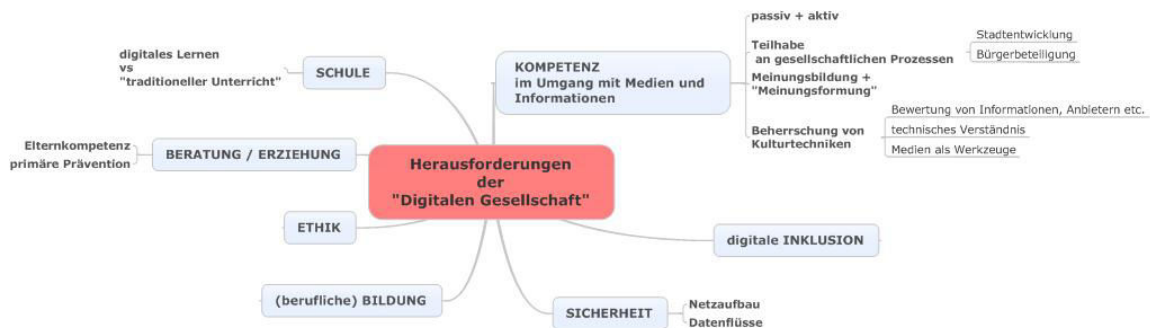 Herausforderungen
der
"Digitalen Gesellschaft"
KOMPETENZ
im Umgang mit Medien und
Informationen
passiv + aktiv
Teilhabe
an gesellschaftlichen Prozessen
Stadtentwicklung
Bürgerbeteiligung
Meinungsbildung +
"Meinungsformung"
Beherrschung von
Kulturtechniken
Bewertung von Informationen, Anbietern etc.
technisches Verständnis
Medien als Werkzeuge
digitale INKLUSION
SICHERHEIT
Netzaufbau
Datenflüsse
SCHULE
digitales Lernen
vs
"traditioneller Unterricht"
BERATUNG / ERZIEHUNG
Elternkompetenz
primäre Prävention
ETHIK
(berufliche) BILDUNG